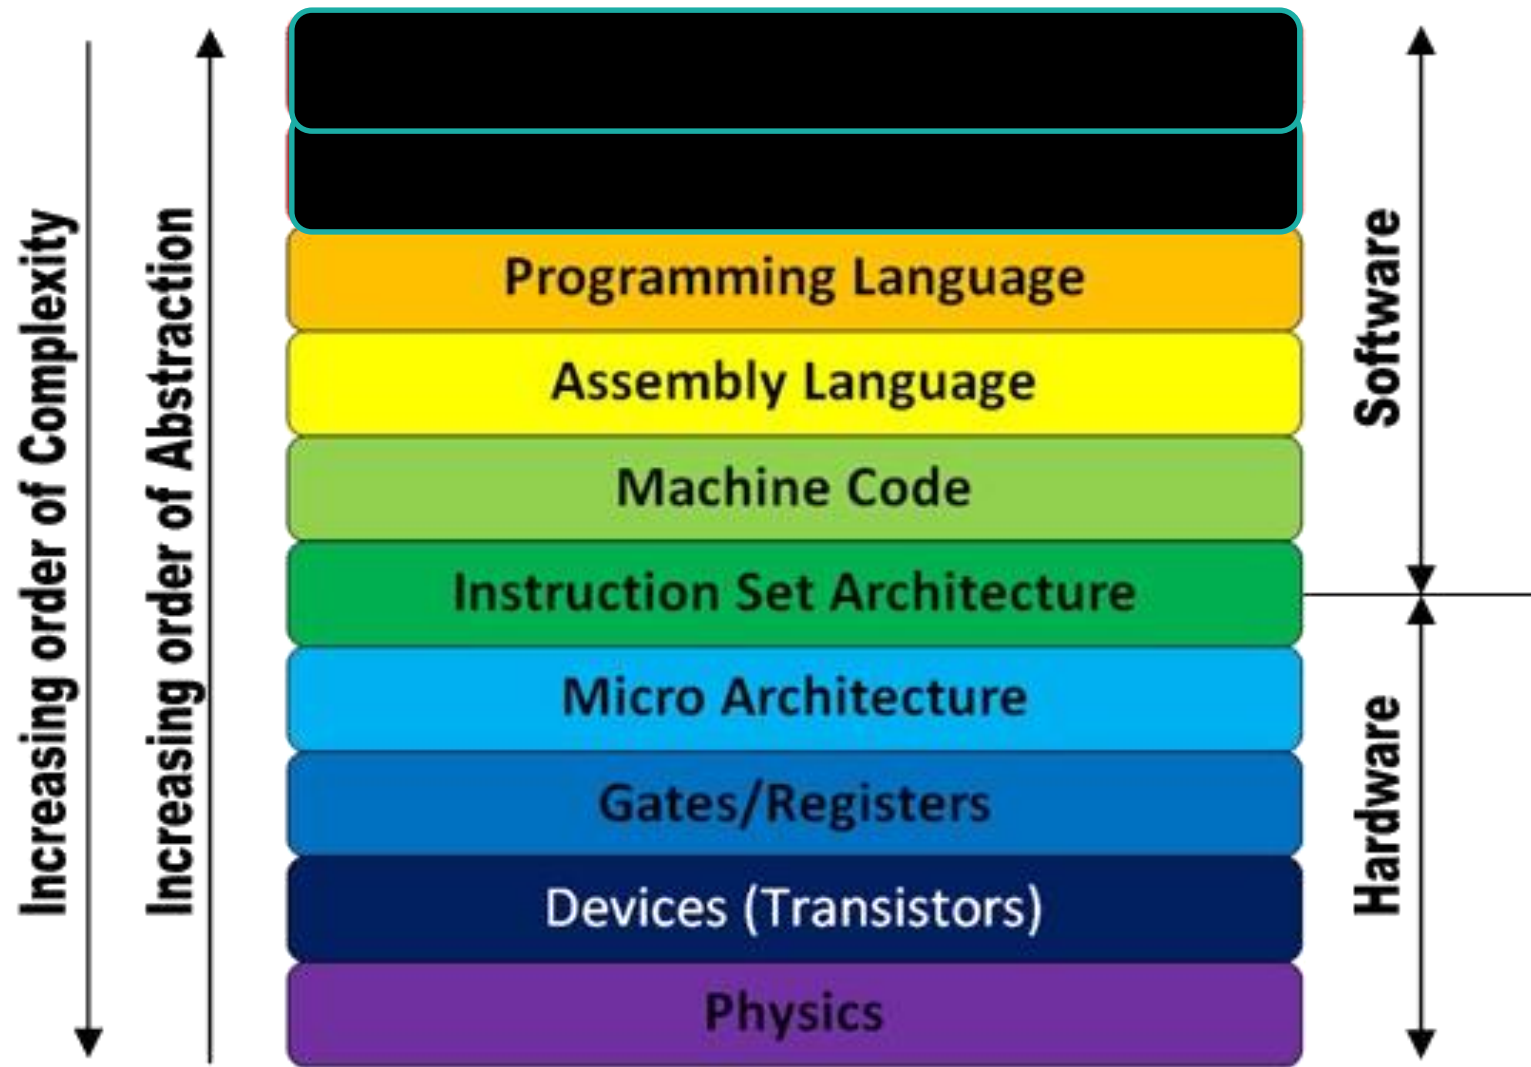 Increasing order of Complexity
Increasing order of Abstraction
Programming Language
Assembly Language
Machine Code
Instruction Set Architecture
Micro Architecture
Gates/Registers
Devices (Transistors)
Physics
Software
Hardware